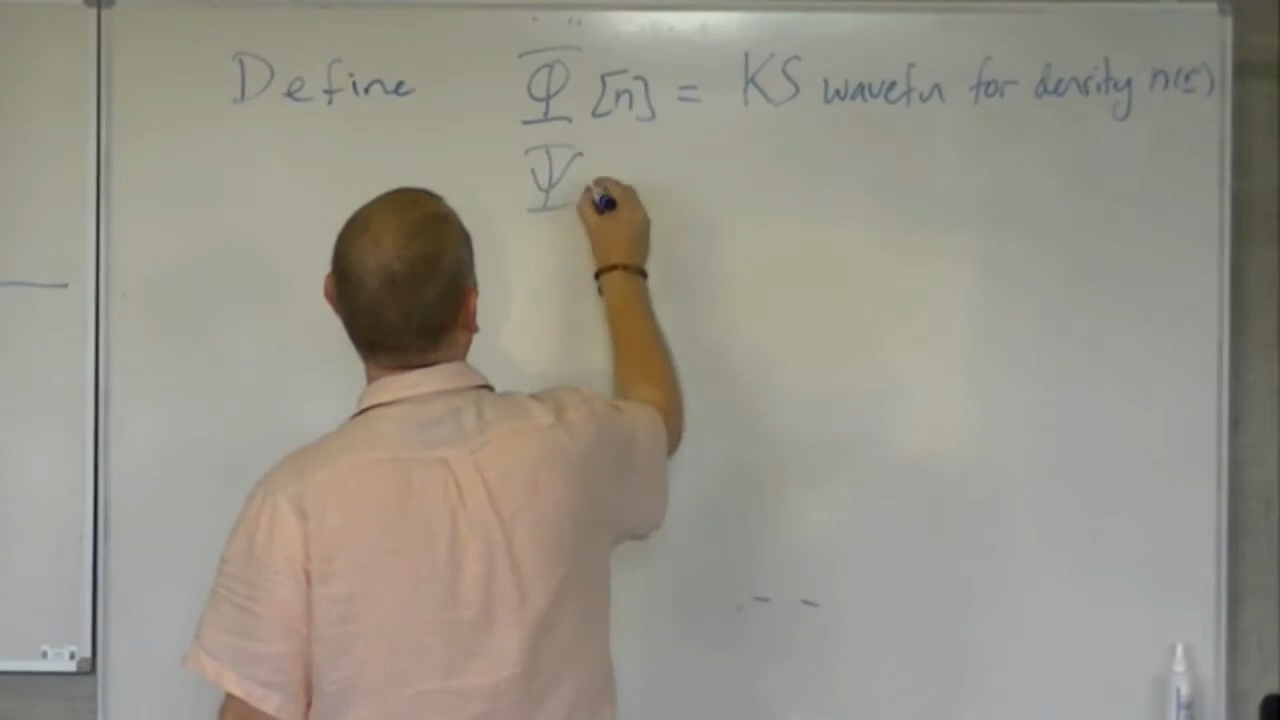 Define Φ[n] = KS wavefn for density n(r)
Ψ